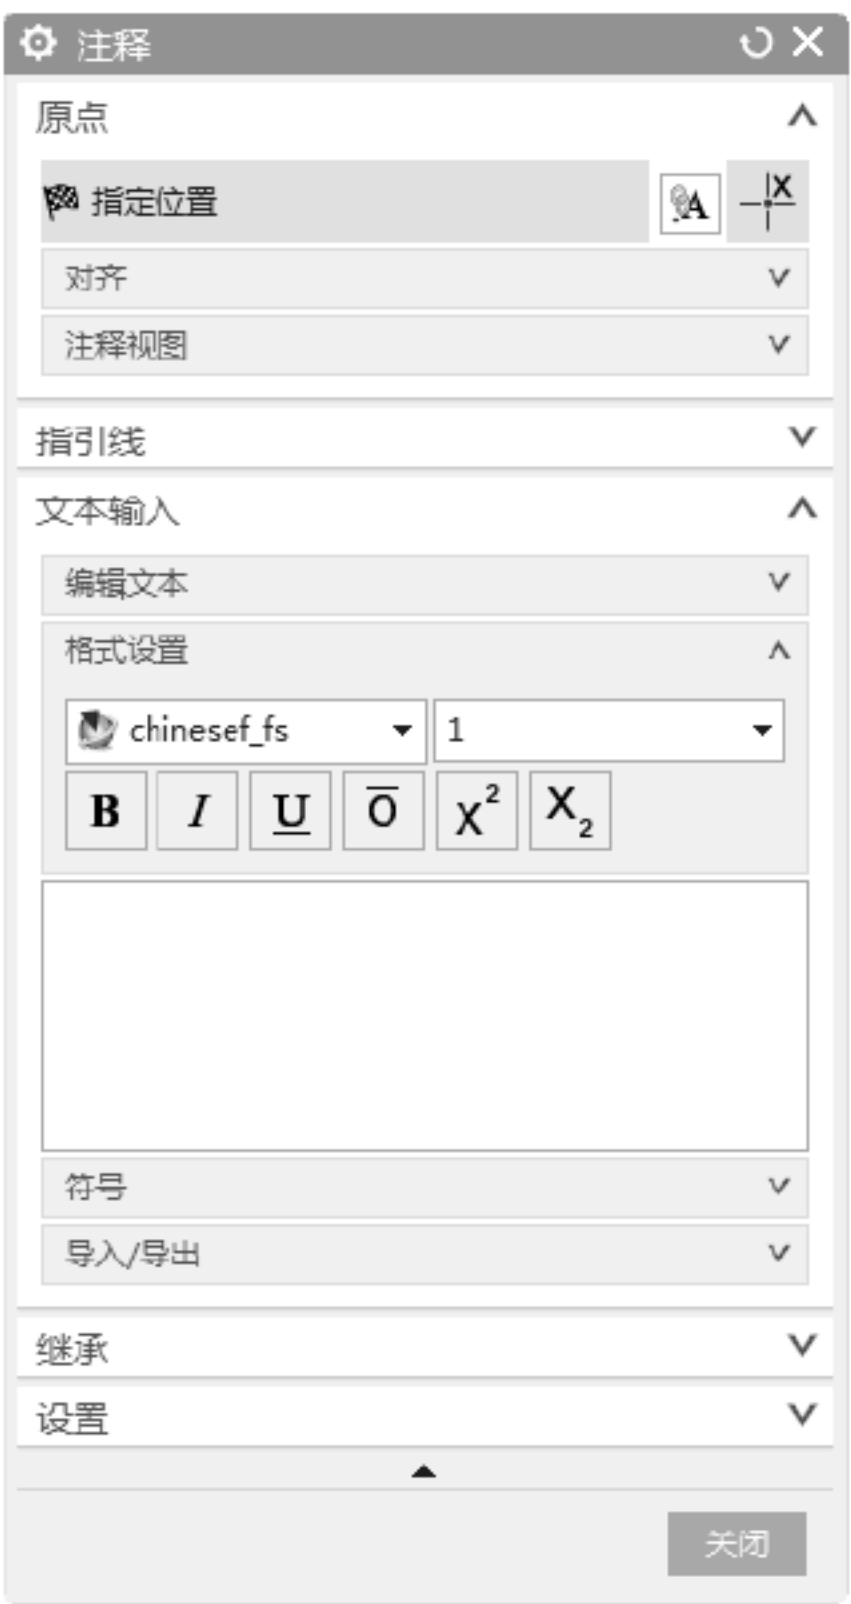 注释
原点
指定位置
对齐
注释视图
指引线
文本输入
编辑文本
格式设置
chinesef_fs 1
B I U O X² X₂
符号
导入/导出
继承
设置
关闭